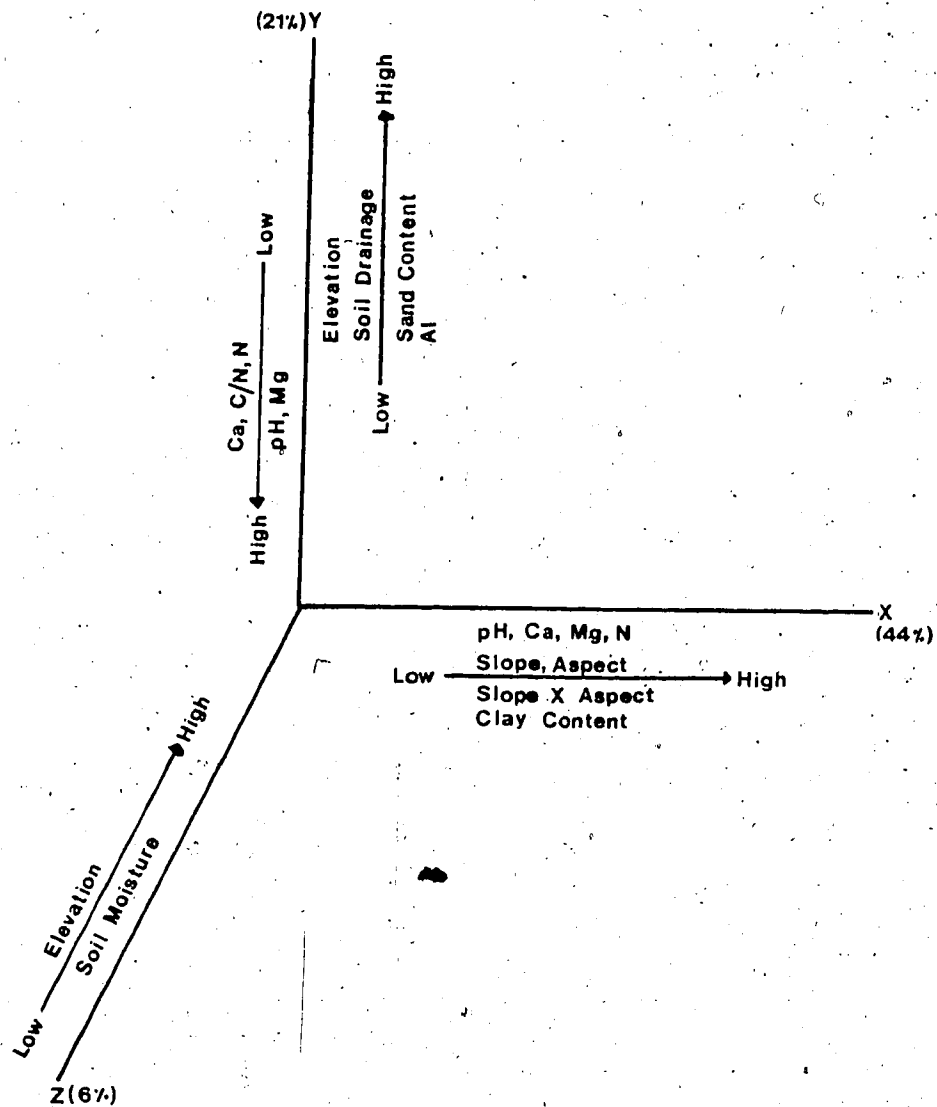 (21%) Y
High
Elevation
Soil Drainage
Sand Content
Al
Low
Low
Ca, C/N, N
pH, Mg
High
X
(44%)
pH, Ca, Mg, N
Slope, Aspect
Low
High
Slope X Aspect
Clay Content
High
Elevation
Soil Moisture
Low
Z (6%)